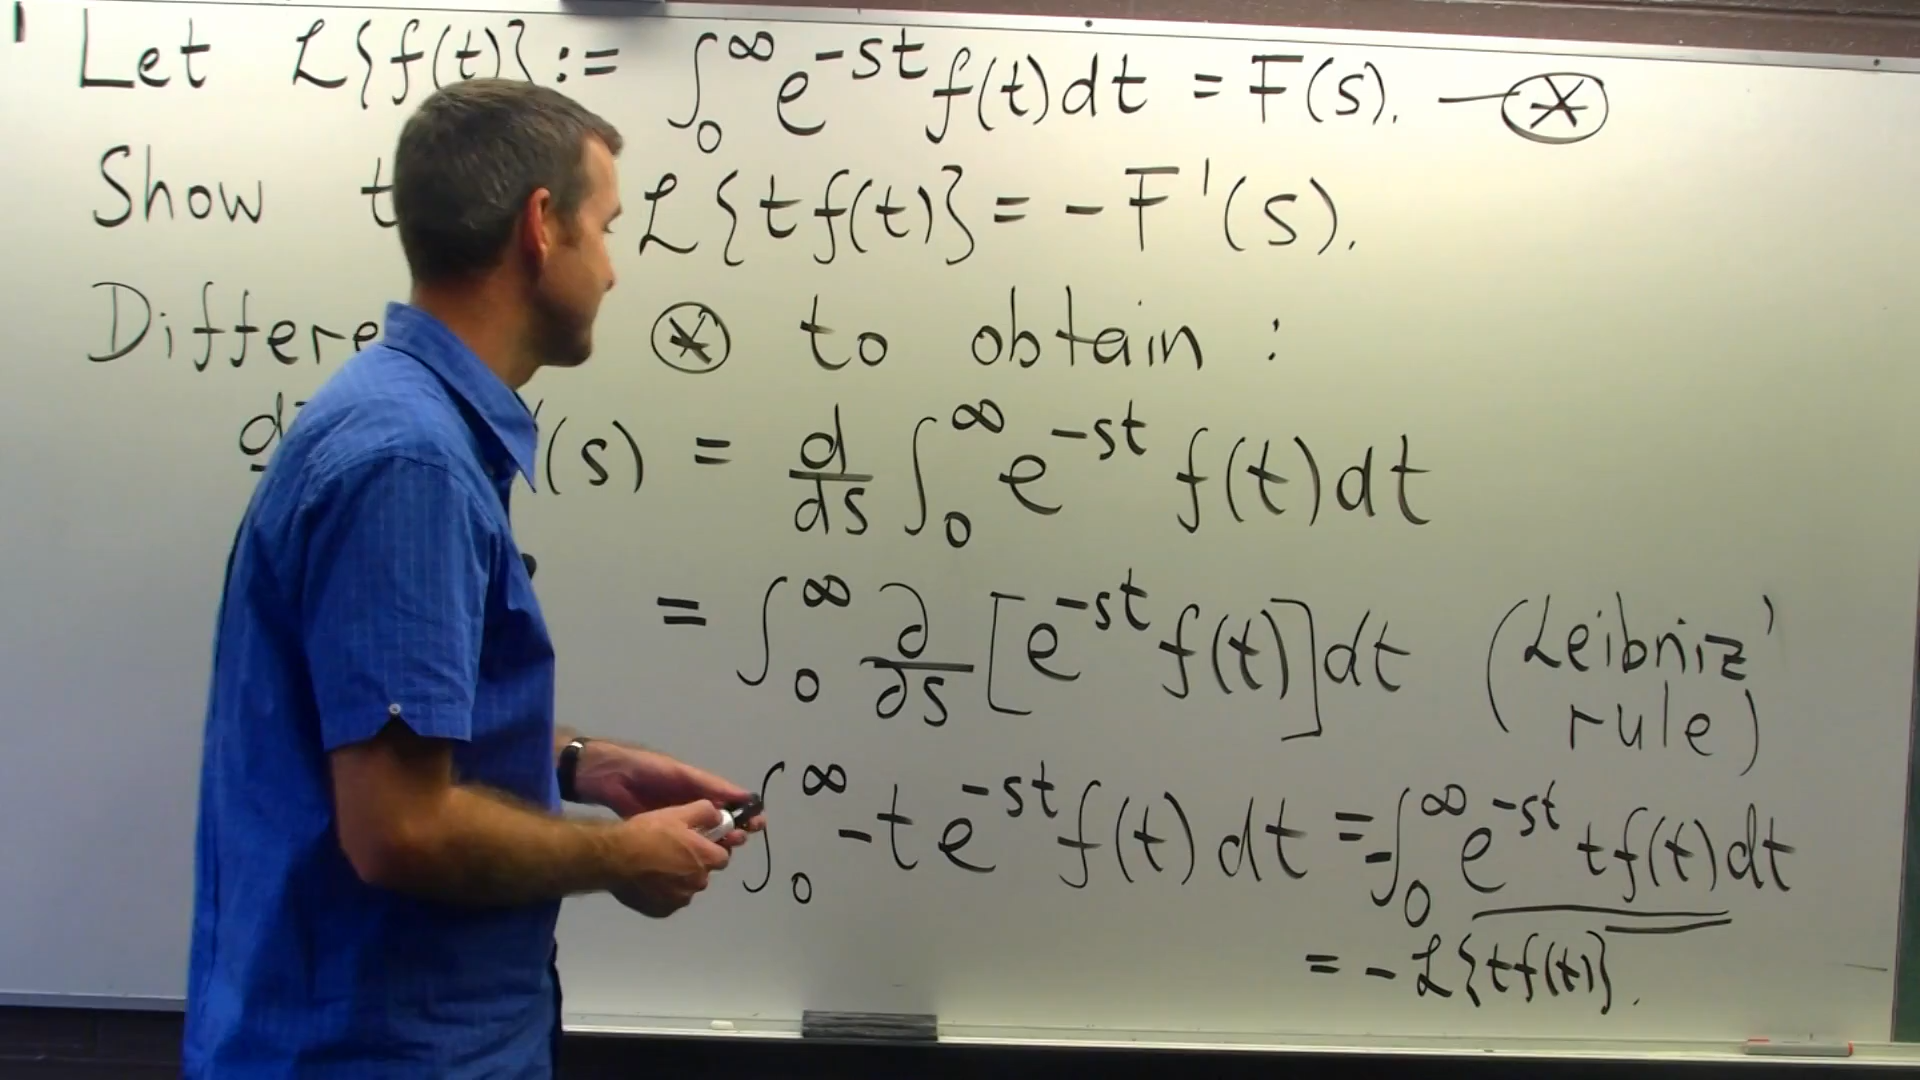 Let ℒ{f(t)} := ∫₀^∞ e^{-st} f(t) dt = F(s). — ⊛
Show ℒ{t f(t)} = - F'(s).
⊛ to obtain :
(s) = d/ds ∫₀^∞ e^{-st} f(t) dt
= ∫₀^∞ ∂/∂s [e^{-st} f(t)] dt (Leibniz' rule)
∫₀^∞ -t e^{-st} f(t) dt = -∫₀^∞ e^{-st} t f(t) dt
= - ℒ{t f(t)}.